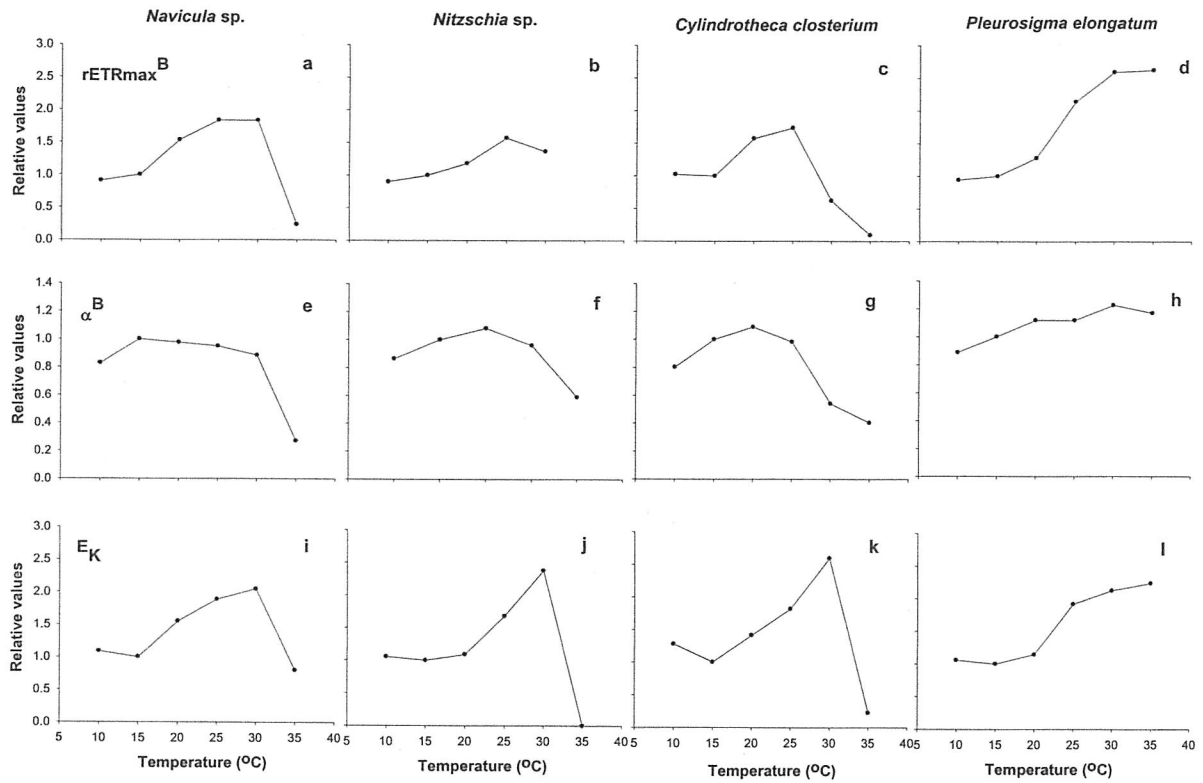 Navicula sp.
Nitzschia sp.
Cylindrotheca closterium
Pleurosigma elongatum
Relative values
3.0
2.5
2.0
1.5
1.0
0.5
0.0
rETRmax B
a
b
c
d
Relative values
1.4
1.2
1.0
0.8
0.6
0.4
0.2
0.0
α B
e
f
g
h
Relative values
3.0
2.5
2.0
1.5
1.0
0.5
0.0
E K
i
j
k
l
5 10 15 20 25 30 35 40
5 10 15 20 25 30 35 40
5 10 15 20 25 30 35 40
5 10 15 20 25 30 35 40
Temperature (ºC)
Temperature (ºC)
Temperature (ºC)
Temperature (ºC)